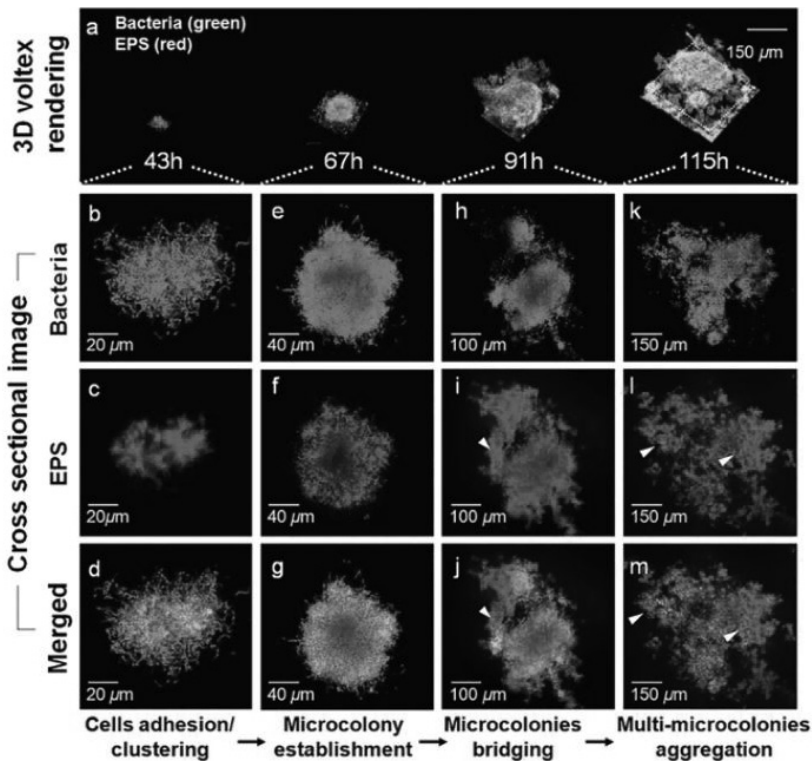 a
Bacteria (green)
EPS (red)
150 µm
3D voltex
rendering
43h
67h
91h
115h
Cross sectional image
Bacteria
b
20 µm
e
40 µm
h
100 µm
k
150 µm
EPS
c
20µm
f
40 µm
i
100 µm
l
150 µm
Merged
d
20 µm
g
40 µm
j
100 µm
m
150 µm
Cells adhesion/
clustering
Microcolony
establishment
Microcolonies
bridging
Multi-microcolonies
aggregation